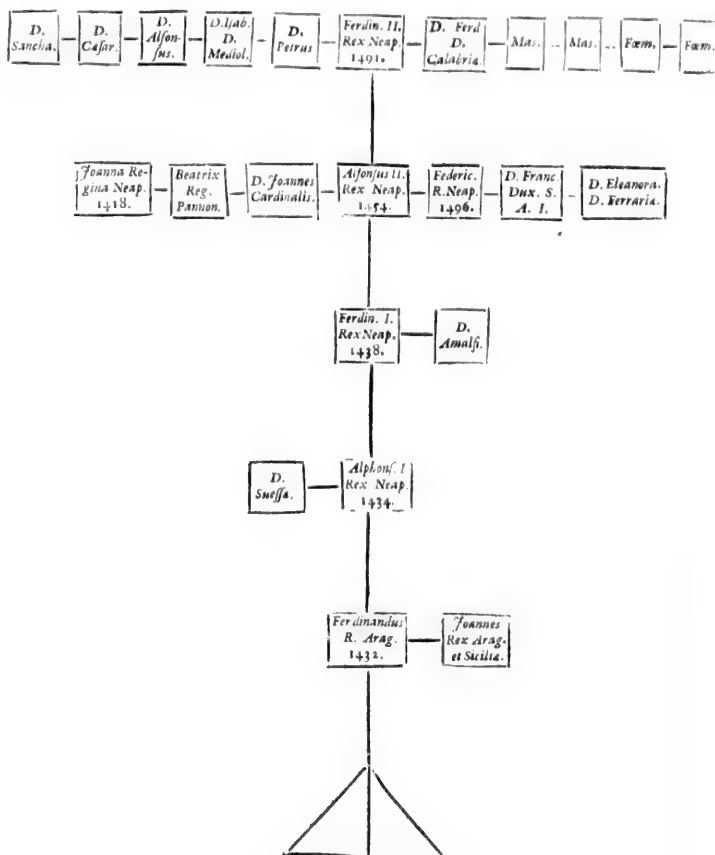 D.
Sancha.
D.
Cæſar.
D.
Alfon-
ſus.
D.Iſab.
D.
Mediol.
D.
Petrus
Ferdin. II.
Rex Neap.
1491.
D. Ferd
D.
Calabria.
Mas.
Mas.
Fœm.
Fœm.
Joanna Re-
gina Neap.
1418.
Beatrix
Reg.
Pannon.
D. Joannes
Cardinalis.
Alfonſus II.
Rex Neap.
1454.
Federic.
R.Neap.
1496.
D. Franc.
Dux. S.
A. I.
D. Eleanora.
D. Ferraria.
Ferdin. I.
Rex Neap.
1438.
D.
Amalfi.
D.
Sueſſa.
Alphonſ. I
Rex Neap.
1434.
Ferdinandus
R. Arag.
1432.
Joannes
Rex Arag.
et Siciliæ.